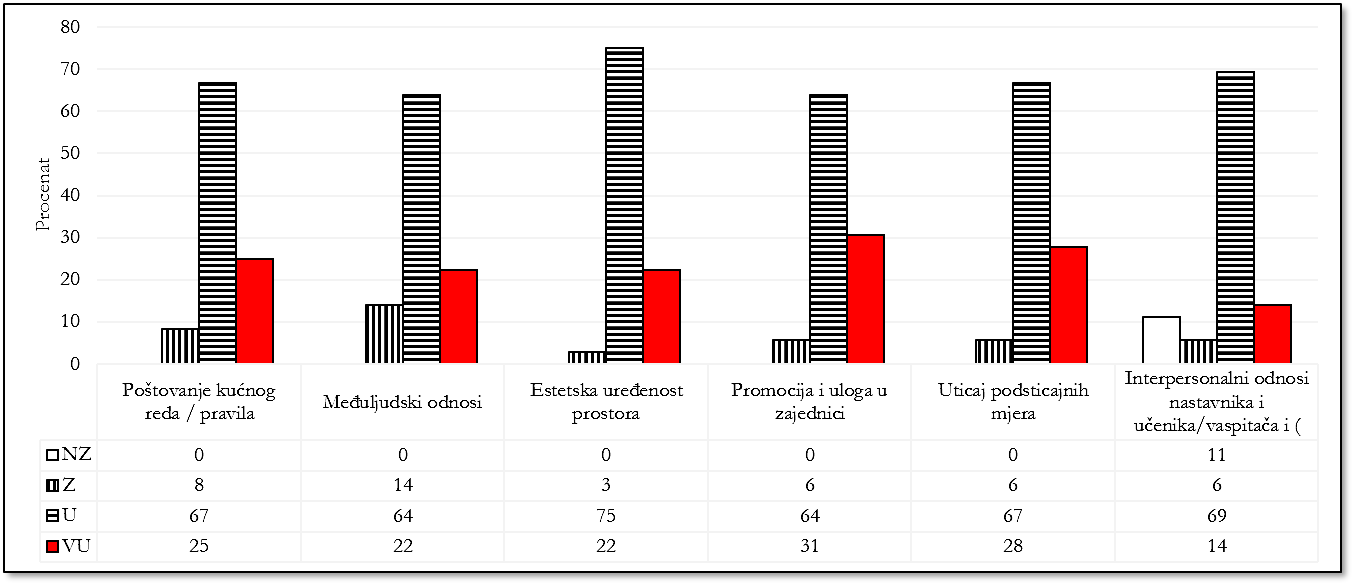 80
70
60
50
40
30
20
10
0
Procenat
Poštovanje kućnog
reda / pravila
Međuljudski odnosi
Estetska uređenost
prostora
Promocija i uloga u
zajednici
Uticaj podsticajnih
mjera
Interpersonalni odnosi
nastavnika i
učenika/vaspitača i (
NZ 0 0 0 0 0 11
Z 8 14 3 6 6 6
U 67 64 75 64 67 69
VU 25 22 22 31 28 14